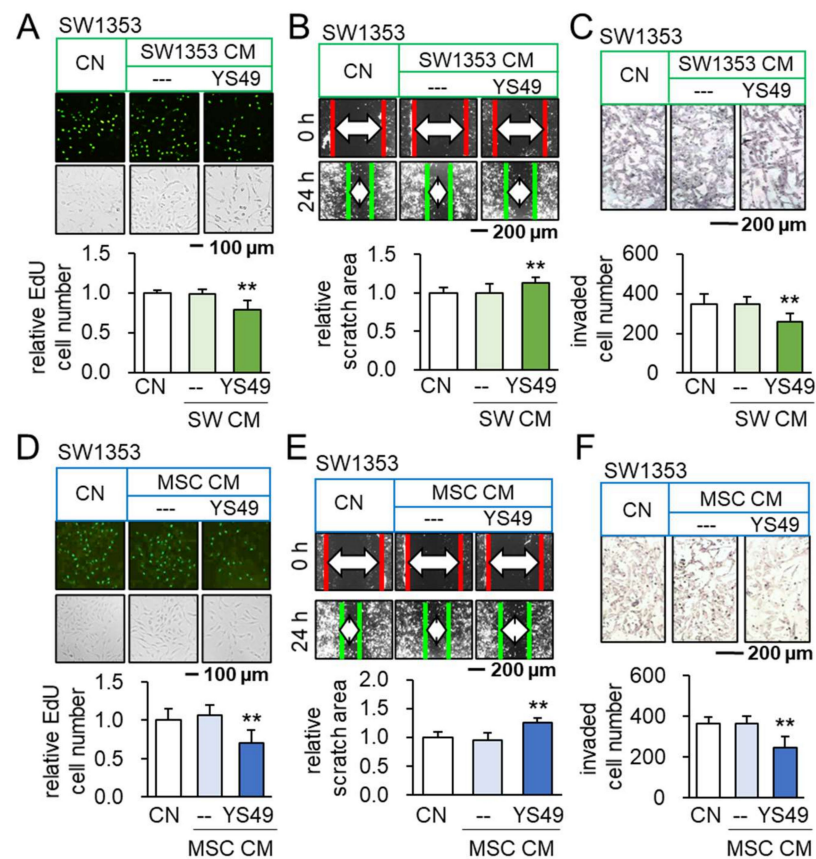 A
SW1353
CN
SW1353 CM
---
YS49
100 µm
relative EdU
cell number
1.5
1.0
0.5
0.0
**
CN
--
YS49
SW CM
B
SW1353
CN
SW1353 CM
---
YS49
0 h
24 h
200 µm
relative
scratch area
1.5
1.0
0.5
0.0
**
CN
--
YS49
SW CM
C
SW1353
CN
SW1353 CM
---
YS49
200 µm
invaded
cell number
600
400
200
0
**
CN
--
YS49
SW CM
D
SW1353
CN
MSC CM
---
YS49
100 µm
relative EdU
cell number
1.5
1.0
0.5
0.0
**
CN
--
YS49
MSC CM
E
SW1353
CN
MSC CM
---
YS49
0 h
24 h
200 µm
relative
scratch area
2.0
1.5
1.0
0.5
0.0
**
CN
--
YS49
MSC CM
F
SW1353
CN
MSC CM
---
YS49
200 µm
invaded
cell number
600
400
200
0
**
CN
--
YS49
MSC CM